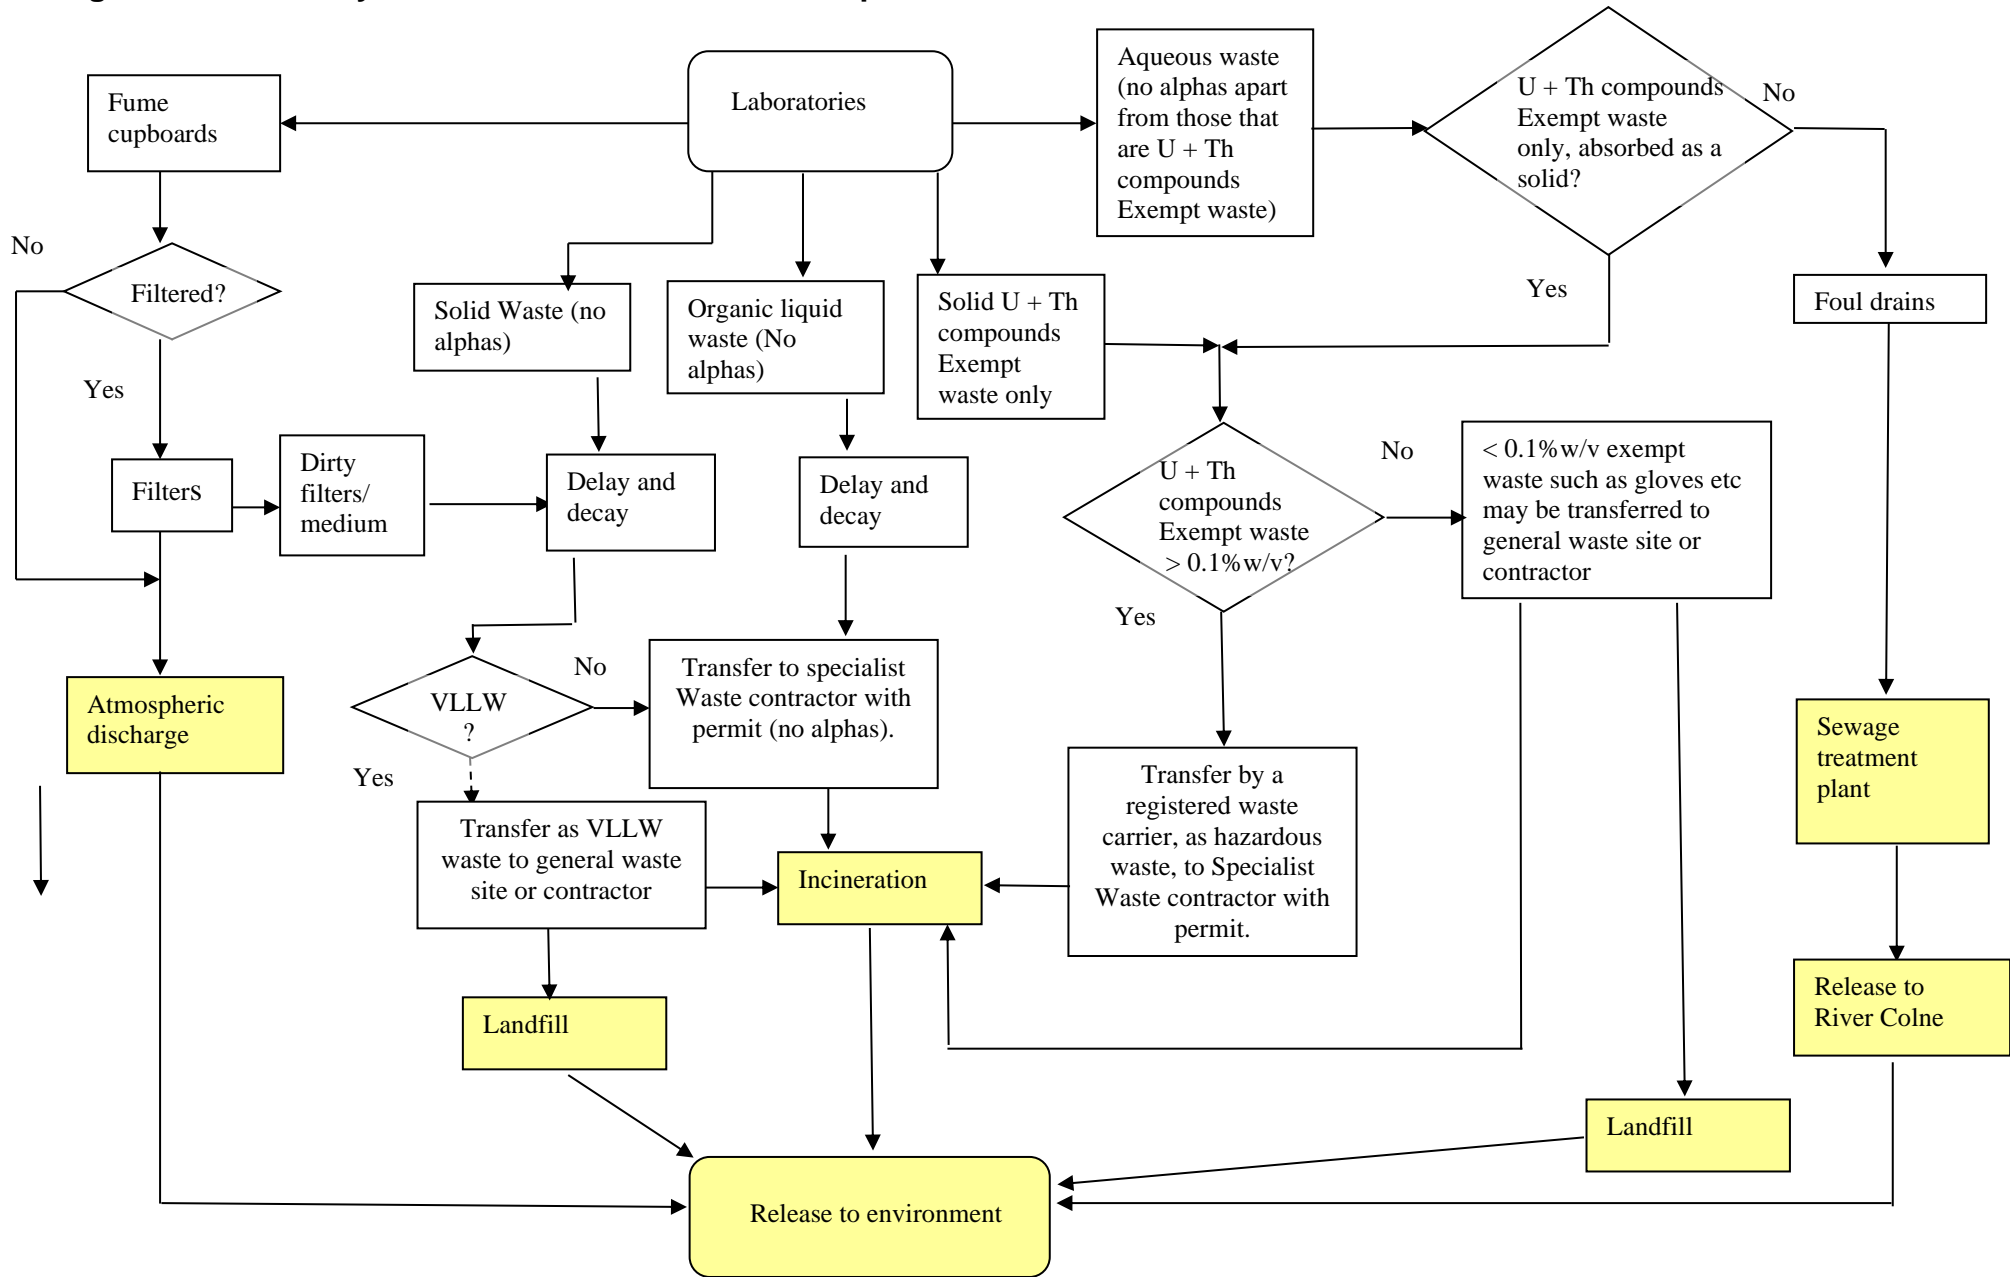 Laboratories
Fume
cupboards
No
Filtered?
Yes
Filters
Dirty
filters/
medium
Atmospheric
discharge
Solid Waste (no
alphas)
Delay and
decay
VLLW
?
No
Yes
Transfer as VLLW
waste to general waste
site or contractor
Landfill
Organic liquid
waste (No
alphas)
Delay and
decay
Transfer to specialist
Waste contractor with
permit (no alphas).
Incineration
Solid U + Th
compounds
Exempt
waste only
Aqueous waste
(no alphas apart
from those that
are U + Th
compounds
Exempt waste)
U + Th compounds
Exempt waste
only, absorbed as a
solid?
No
Yes
U + Th
compounds
Exempt waste
> 0.1%w/v?
No
Yes
< 0.1%w/v exempt
waste such as gloves etc
may be transferred to
general waste site or
contractor
Transfer by a
registered waste
carrier, as hazardous
waste, to Specialist
Waste contractor with
permit.
Landfill
Foul drains
Sewage
treatment
plant
Release to
River Colne
Release to environment